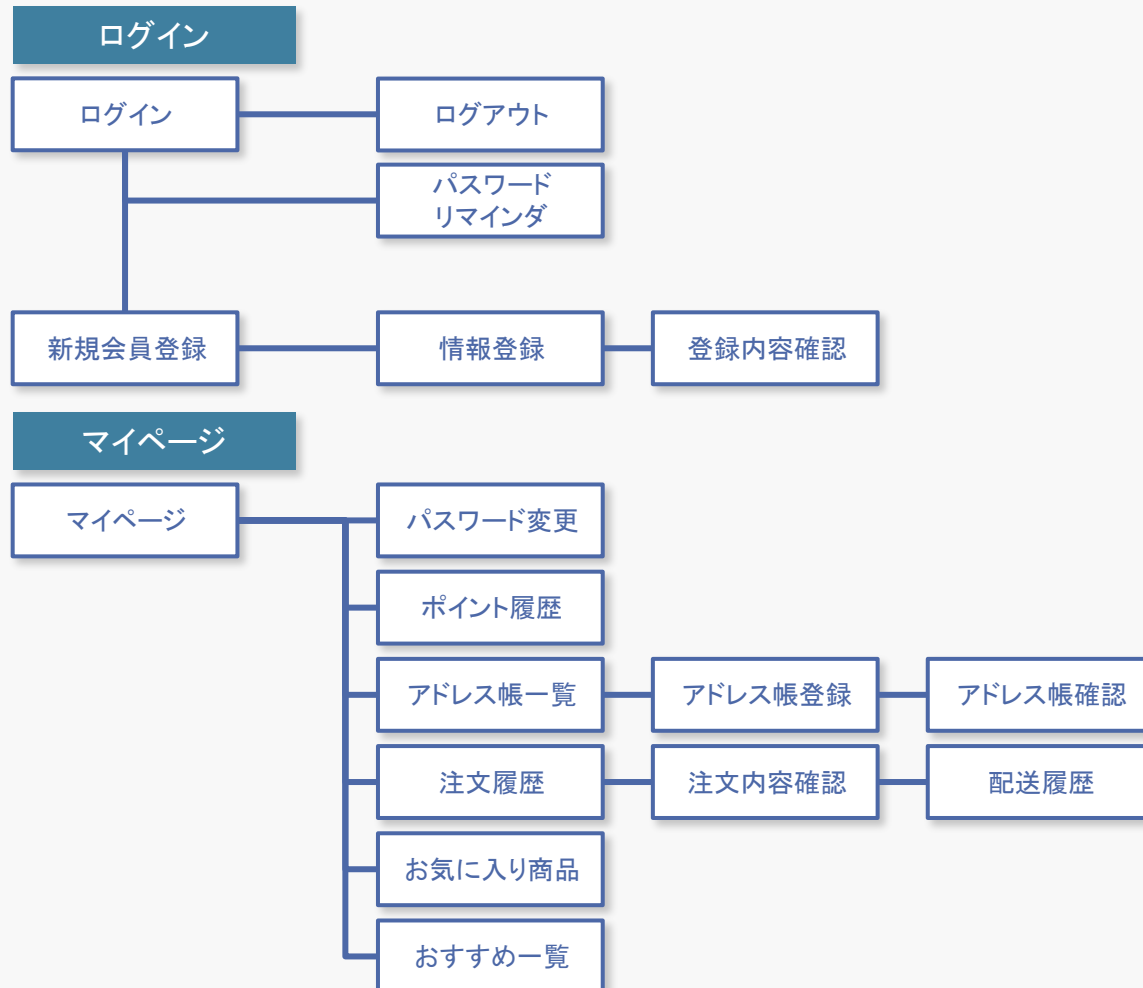 ログイン
ログイン
ログアウト
パスワード
リマインダ
新規会員登録
情報登録
登録内容確認
マイページ
マイページ
パスワード変更
ポイント履歴
アドレス帳一覧
アドレス帳登録
アドレス帳確認
注文履歴
注文内容確認
配送履歴
お気に入り商品
おすすめ一覧